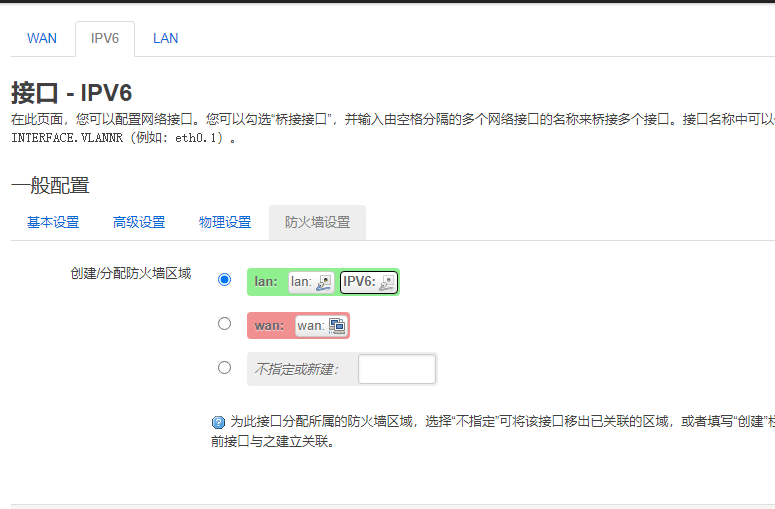 WAN IPV6 LAN
接口 - IPV6
在此页面，您可以配置网络接口。您可以勾选“桥接接口”，并输入由空格分隔的多个网络接口的名称来桥接多个接口。接口名称中可以
INTERFACE.VLANNR（例如：eth0.1）。
一般配置
基本设置 高级设置 物理设置 防火墙设置
创建/分配防火墙区域 lan: lan: IPV6:
wan: wan:
不指定或新建：
为此接口分配所属的防火墙区域，选择“不指定”可将该接口移出已关联的区域，或者填写“创建”
前接口与之建立关联。